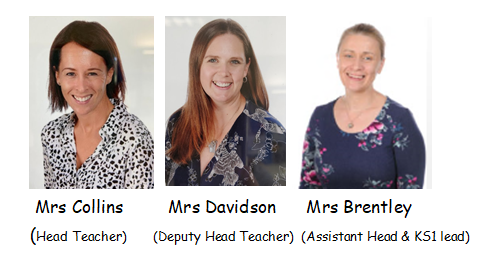 Mrs Collins Mrs Davidson Mrs Brentley
(Head Teacher) (Deputy Head Teacher) (Assistant Head & KS1 lead)